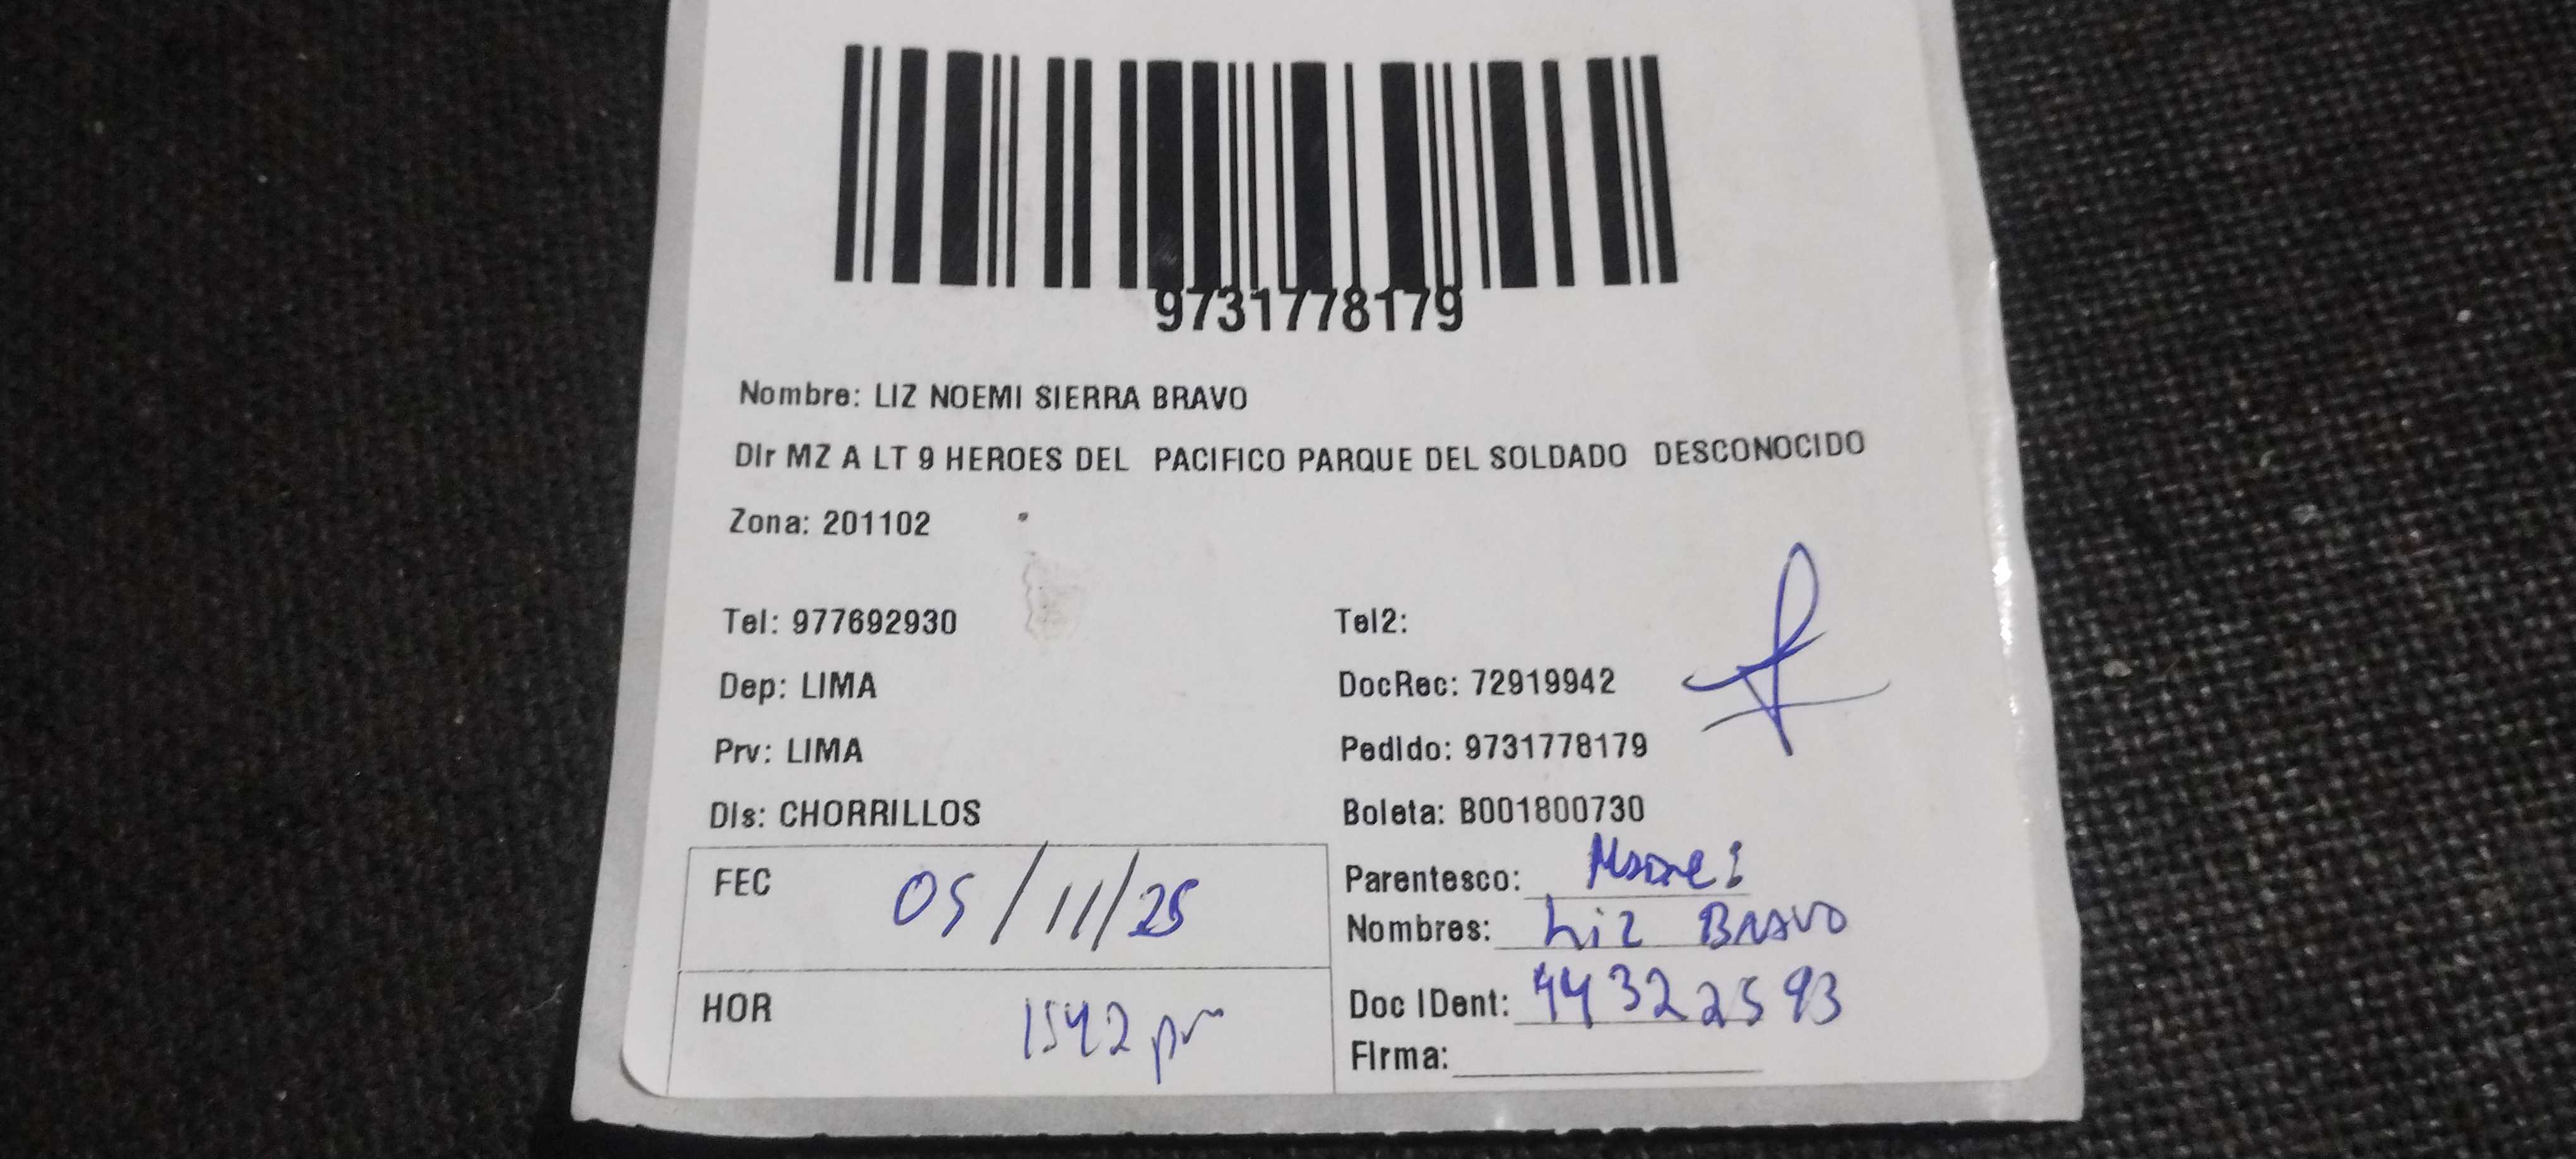 9731778179
Nombre: LIZ NOEMI SIERRA BRAVO
Dir MZ A LT 9 HEROES DEL PACIFICO PARQUE DEL SOLDADO DESCONOCIDO
Zona: 201102
Tel: 977692930 Tel2:
Dep: LIMA DocRec: 72919942
Prv: LIMA Pedido: 9731778179
Dis: CHORRILLOS Boleta: B001800730
FEC 05/11/25 Parentesco:
Nombres: Liz BRAVO
HOR 1542 pm Doc IDent: 44322593
Firma: